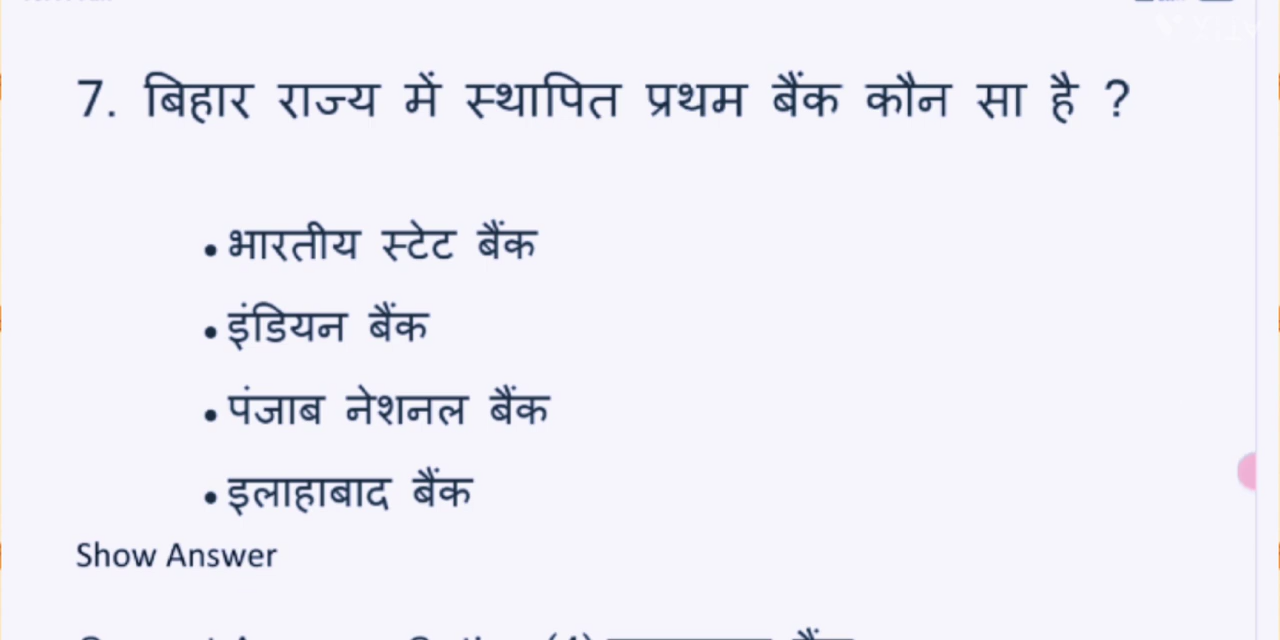 7. बिहार राज्य में स्थापित प्रथम बैंक कौन सा है ?
• भारतीय स्टेट बैंक
• इंडियन बैंक
• पंजाब नेशनल बैंक
• इलाहाबाद बैंक
Show Answer